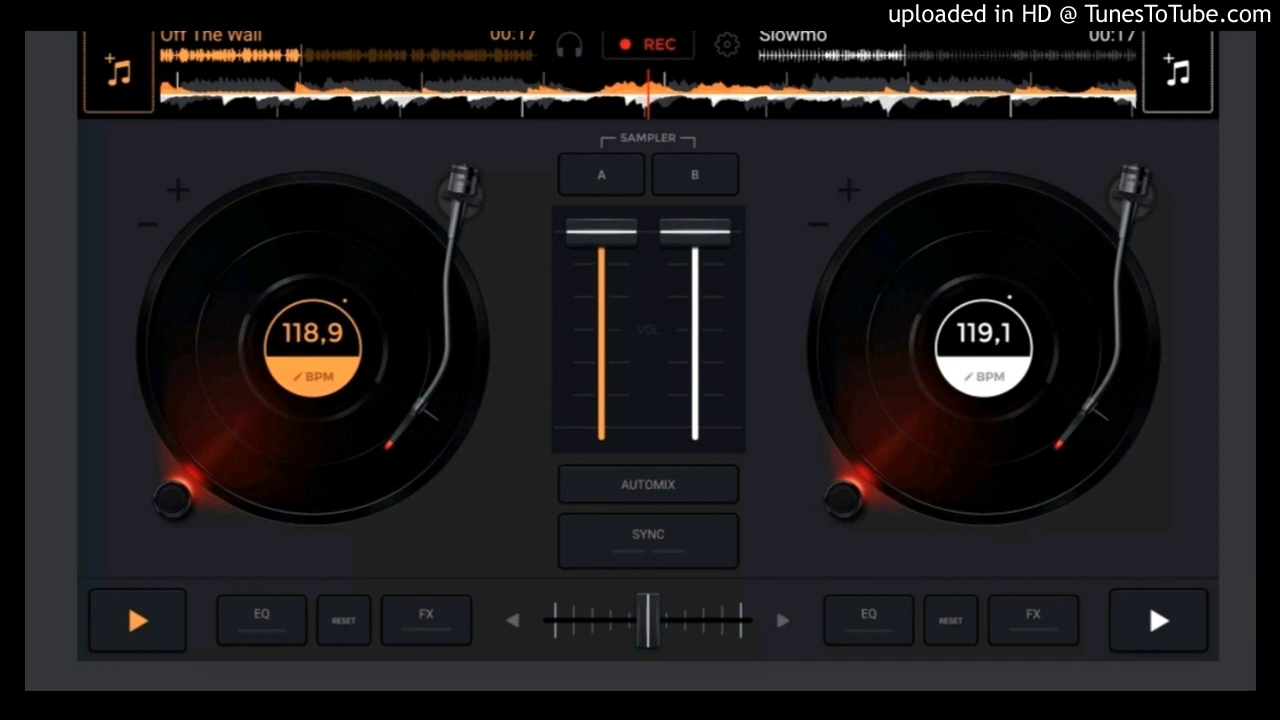 uploaded in HD @ TunesToTube.com
Off The Wall 00:17 REC Slowmo 00:17
SAMPLER
A B
VOL
118,9 119,1
BPM BPM
AUTOMIX
SYNC
EQ RESET FX EQ RESET FX